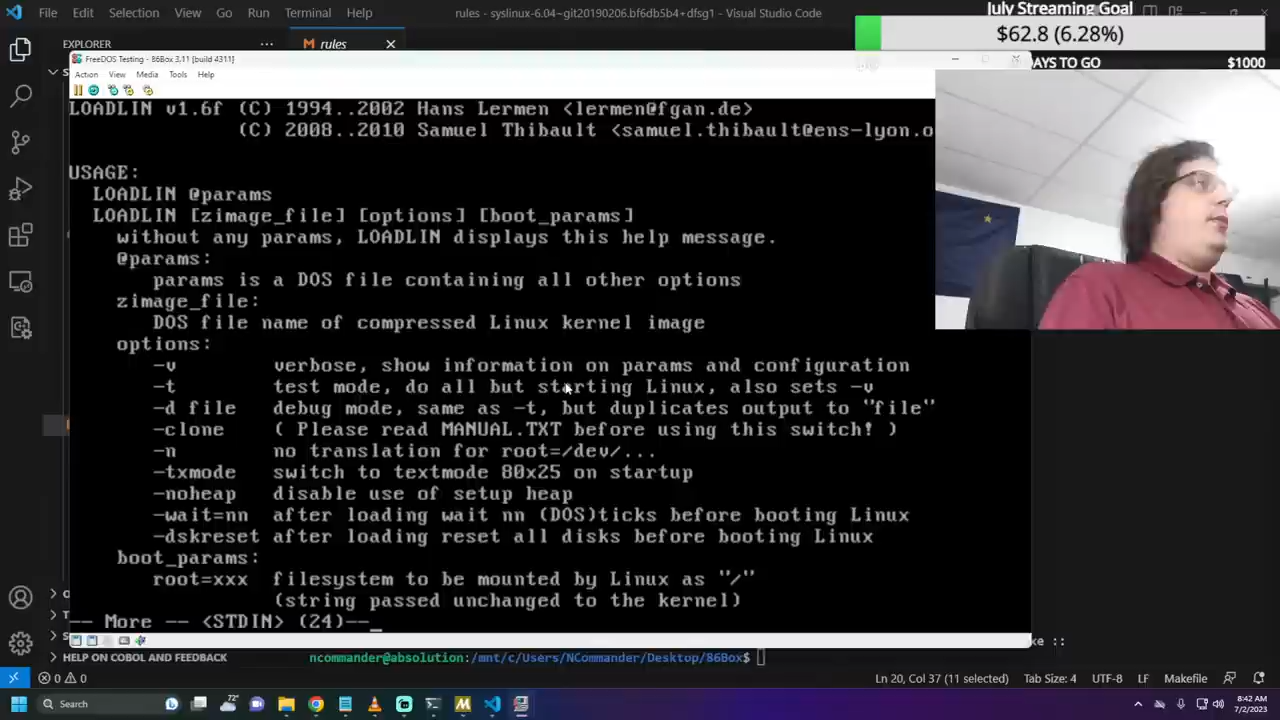 File Edit Selection View Go Run Terminal Help
rules - syslinux-6.04~git20190206.bf6db5b4+dfsg1 - Visual Studio Code
July Streaming Goal
$62.8 (6.28%)
DAYS TO GO
$1000
EXPLORER
rules
FreeDOS Testing - 86Box 3.11 [build 4311]
Action View Media Tools Help
LOADLIN v1.6f (C) 1994..2002 Hans Lermen <lermen@fgan.de>
(C) 2008..2010 Samuel Thibault <samuel.thibault@ens-lyon.o
USAGE:
LOADLIN @params
LOADLIN [zimage_file] [options] [boot_params]
without any params, LOADLIN displays this help message.
@params:
params is a DOS file containing all other options
zimage_file:
DOS file name of compressed Linux kernel image
options:
-v verbose, show information on params and configuration
-t test mode, do all but starting Linux, also sets -v
-d file debug mode, same as -t, but duplicates output to "file"
-clone ( Please read MANUAL.TXT before using this switch! )
-n no translation for root=/dev/...
-txmode switch to textmode 80x25 on startup
-noheap disable use of setup heap
-wait=nn after loading wait nn (DOS)ticks before booting Linux
-dskreset after loading reset all disks before booting Linux
boot_params:
root=xxx filesystem to be mounted by Linux as "/"
(string passed unchanged to the kernel)
-- More -- <STDIN> (24)--_
ke ::
HELP ON COBOL AND FEEDBACK
ncommander@absolution:/mnt/c/Users/NCommander/Desktop/86Box$
0 0
Ln 20, Col 37 (11 selected) Tab Size: 4 UTF-8 LF Makefile
Search
72°
8:42 AM
7/2/2023